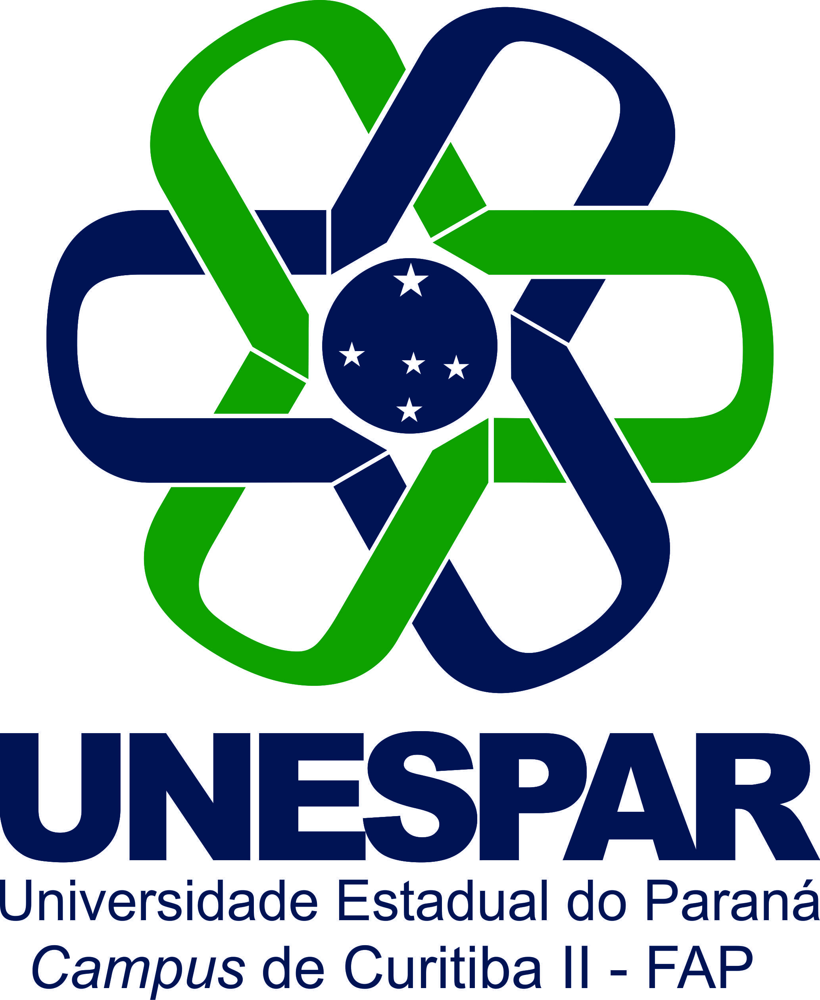 UNESPAR
Universidade Estadual do Paraná
Campus de Curitiba II - FAP